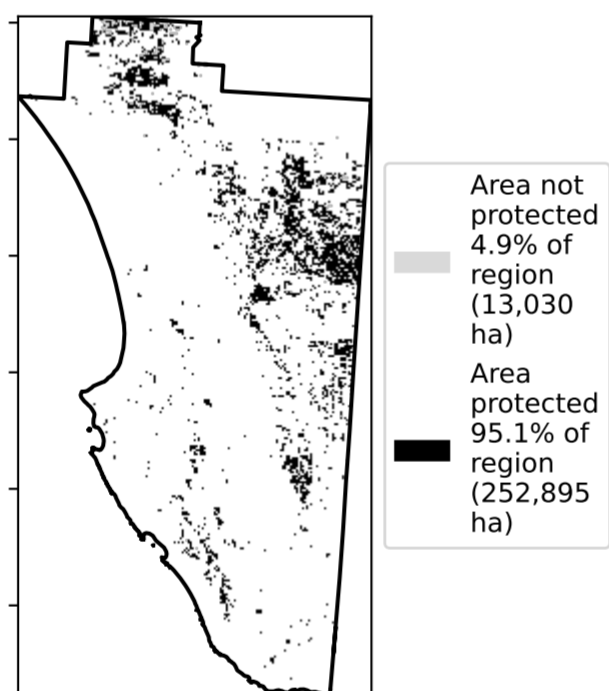 Area not
protected
4.9% of
region
(13,030
ha)
Area
protected
95.1% of
region
(252,895
ha)